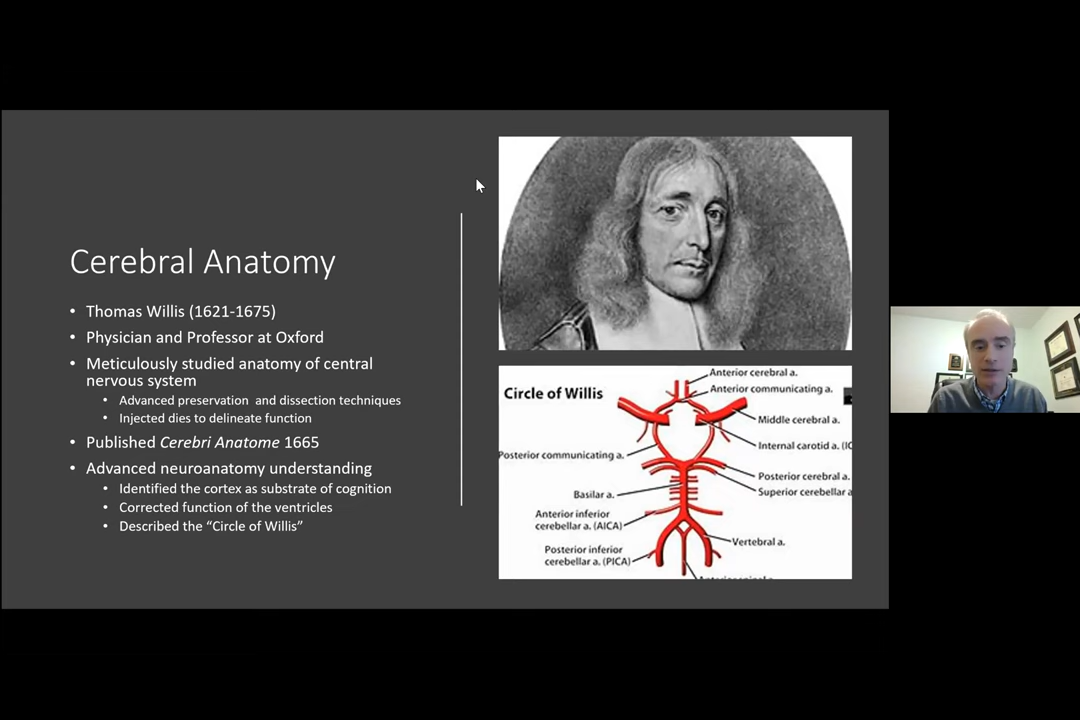 Cerebral Anatomy
• Thomas Willis (1621-1675)
• Physician and Professor at Oxford
• Meticulously studied anatomy of central
nervous system
• Advanced preservation and dissection techniques
• Injected dies to delineate function
• Published Cerebri Anatome 1665
• Advanced neuroanatomy understanding
• Identified the cortex as substrate of cognition
• Corrected function of the ventricles
• Described the “Circle of Willis”
Circle of Willis
Anterior cerebral a.
Anterior communicating a.
Middle cerebral a.
Internal carotid a. (IC
Posterior communicating a.
Posterior cerebral a.
Superior cerebellar a
Basilar a.
Anterior inferior
cerebellar a. (AICA)
Vertebral a.
Posterior inferior
cerebellar a. (PICA)